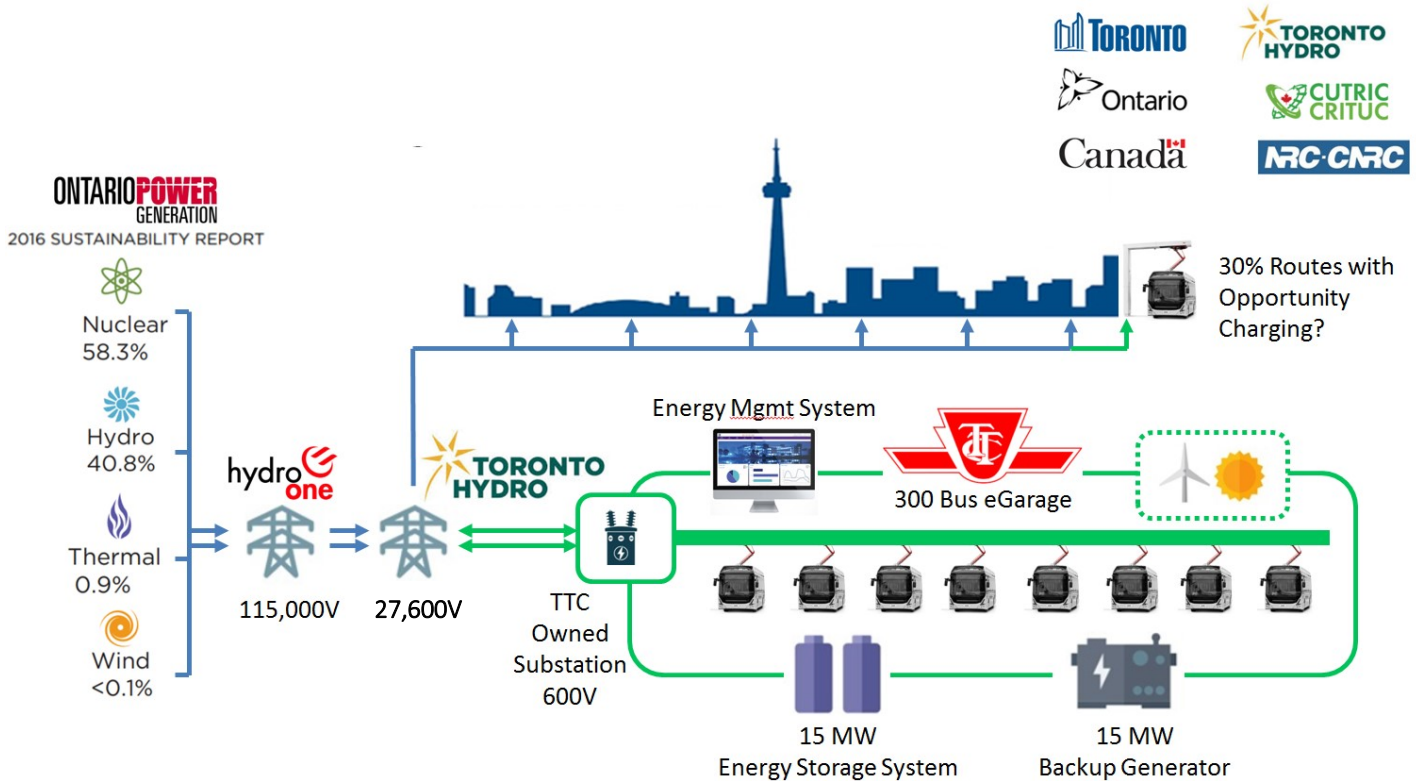 TORONTO
TORONTO
HYDRO
Ontario
CUTRIC
CRITUC
Canada
NRC·CNRC
ONTARIOPOWER
GENERATION
2016 SUSTAINABILITY REPORT
Nuclear
58.3%
Hydro
40.8%
Thermal
0.9%
Wind
<0.1%
hydro
one
115,000V
TORONTO
HYDRO
27,600V
30% Routes with
Opportunity
Charging?
Energy Mgmt System
TTC
300 Bus eGarage
TTC
Owned
Substation
600V
15 MW
Energy Storage System
15 MW
Backup Generator